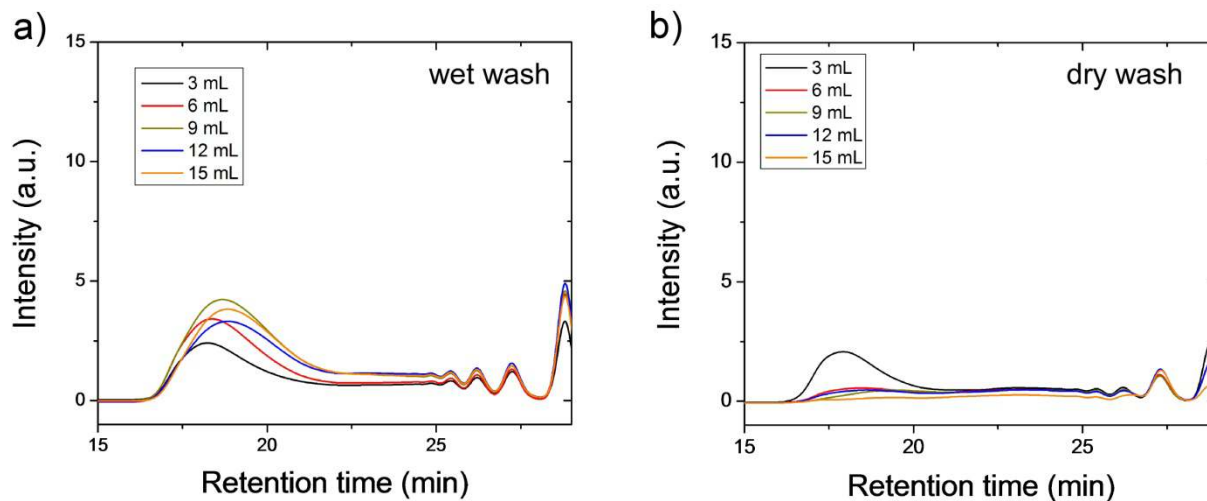 a)
wet wash
15
10
5
0
3 mL
6 mL
9 mL
12 mL
15 mL
Intensity (a.u.)
15 20 25
Retention time (min)
b)
dry wash
15
10
5
0
3 mL
6 mL
9 mL
12 mL
15 mL
Intensity (a.u.)
15 20 25
Retention time (min)